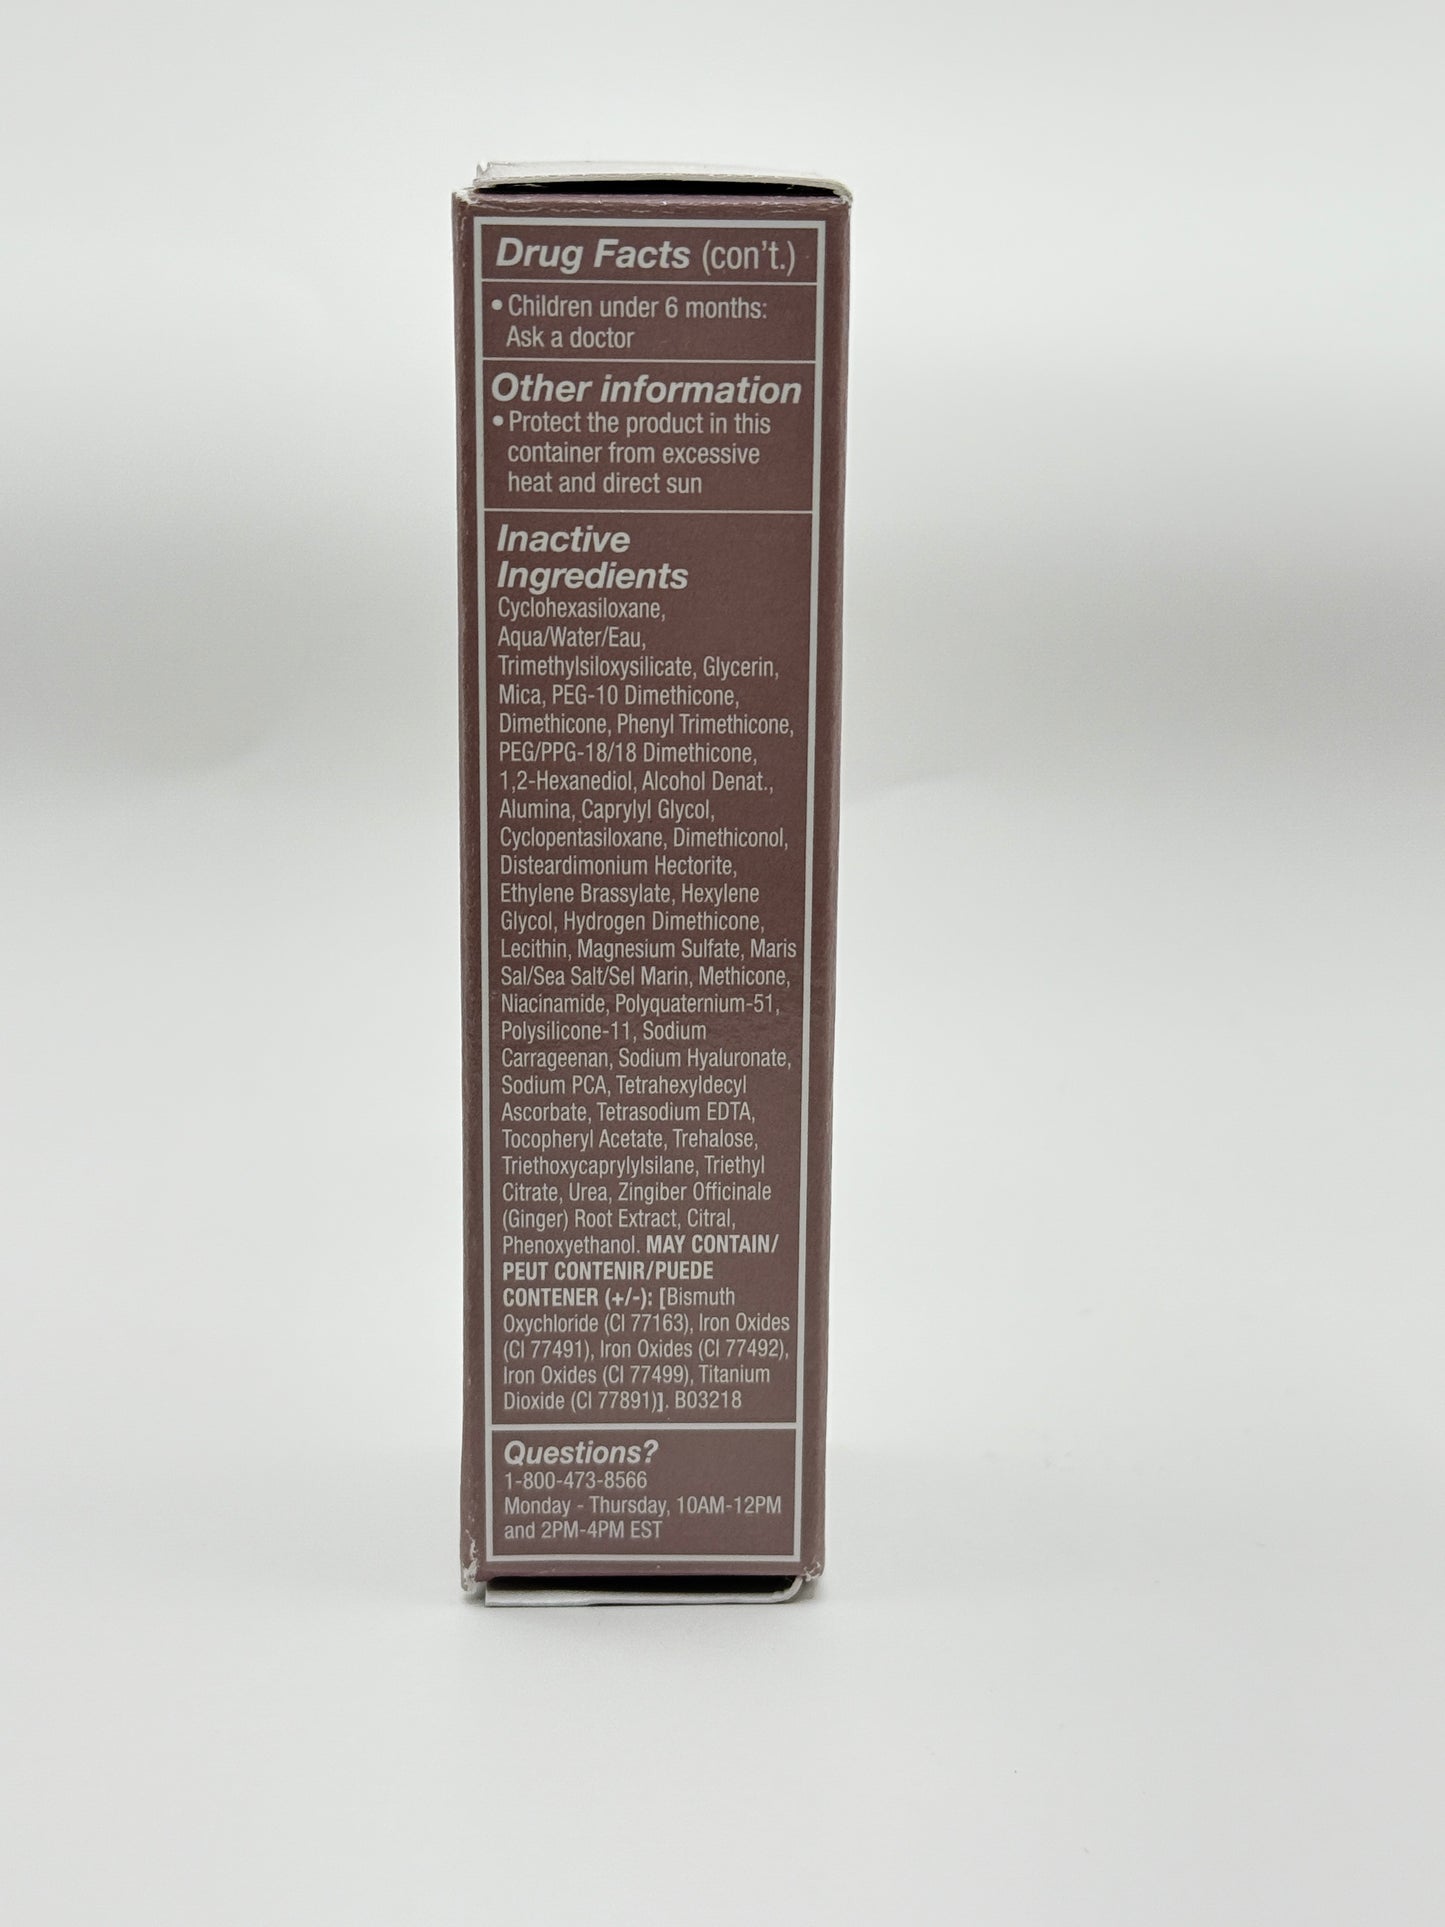 Drug Facts (con't.)
• Children under 6 months:
Ask a doctor
Other information
• Protect the product in this
container from excessive
heat and direct sun
Inactive
Ingredients
Cyclohexasiloxane,
Aqua/Water/Eau,
Trimethylsiloxysilicate, Glycerin,
Mica, PEG-10 Dimethicone,
Dimethicone, Phenyl Trimethicone,
PEG/PPG-18/18 Dimethicone,
1,2-Hexanediol, Alcohol Denat.,
Alumina, Caprylyl Glycol,
Cyclopentasiloxane, Dimethiconol,
Disteardimonium Hectorite,
Ethylene Brassylate, Hexylene
Glycol, Hydrogen Dimethicone,
Lecithin, Magnesium Sulfate, Maris
Sal/Sea Salt/Sel Marin, Methicone,
Niacinamide, Polyquaternium-51,
Polysilicone-11, Sodium
Carrageenan, Sodium Hyaluronate,
Sodium PCA, Tetrahexyldecyl
Ascorbate, Tetrasodium EDTA,
Tocopheryl Acetate, Trehalose,
Triethoxycaprylylsilane, Triethyl
Citrate, Urea, Zingiber Officinale
(Ginger) Root Extract, Citral,
Phenoxyethanol. MAY CONTAIN/
PEUT CONTENIR/PUEDE
CONTENER (+/-): [Bismuth
Oxychloride (CI 77163), Iron Oxides
(CI 77491), Iron Oxides (CI 77492),
Iron Oxides (CI 77499), Titanium
Dioxide (CI 77891)]. B03218
Questions?
1-800-473-8566
Monday - Thursday, 10AM-12PM
and 2PM-4PM EST